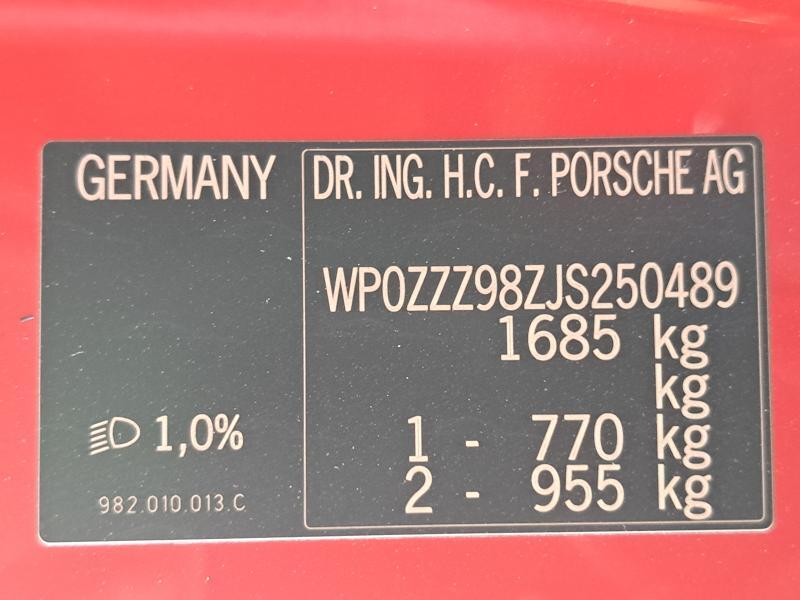 GERMANY
DR. ING. H.C. F. PORSCHE AG
WP0ZZZ98ZJS250489
1685 kg
kg
1 - 770 kg
2 - 955 kg
1,0%
982.010.013.C